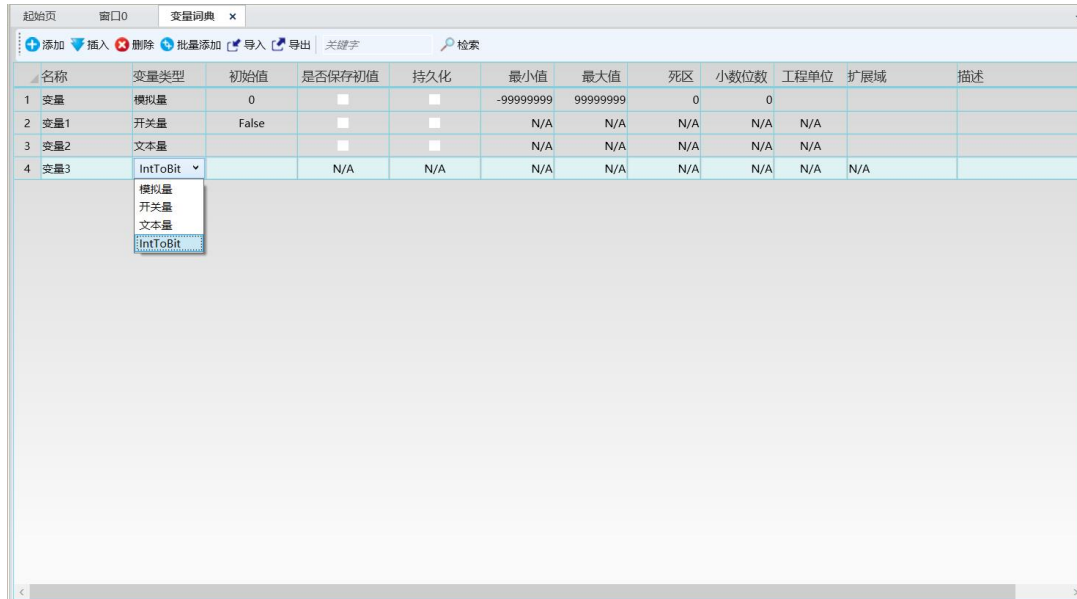 起始页 窗口0 变量词典 ×
添加 插入 删除 批量添加 导入 导出 关键字 检索
名称 变量类型 初始值 是否保存初值 持久化 最小值 最大值 死区 小数位数 工程单位 扩展域 描述
1 变量 模拟量 0 -99999999 99999999 0 0
2 变量1 开关量 False N/A N/A N/A N/A N/A
3 变量2 文本量 N/A N/A N/A N/A N/A
4 变量3 IntToBit N/A N/A N/A N/A N/A N/A N/A N/A
模拟量
开关量
文本量
IntToBit